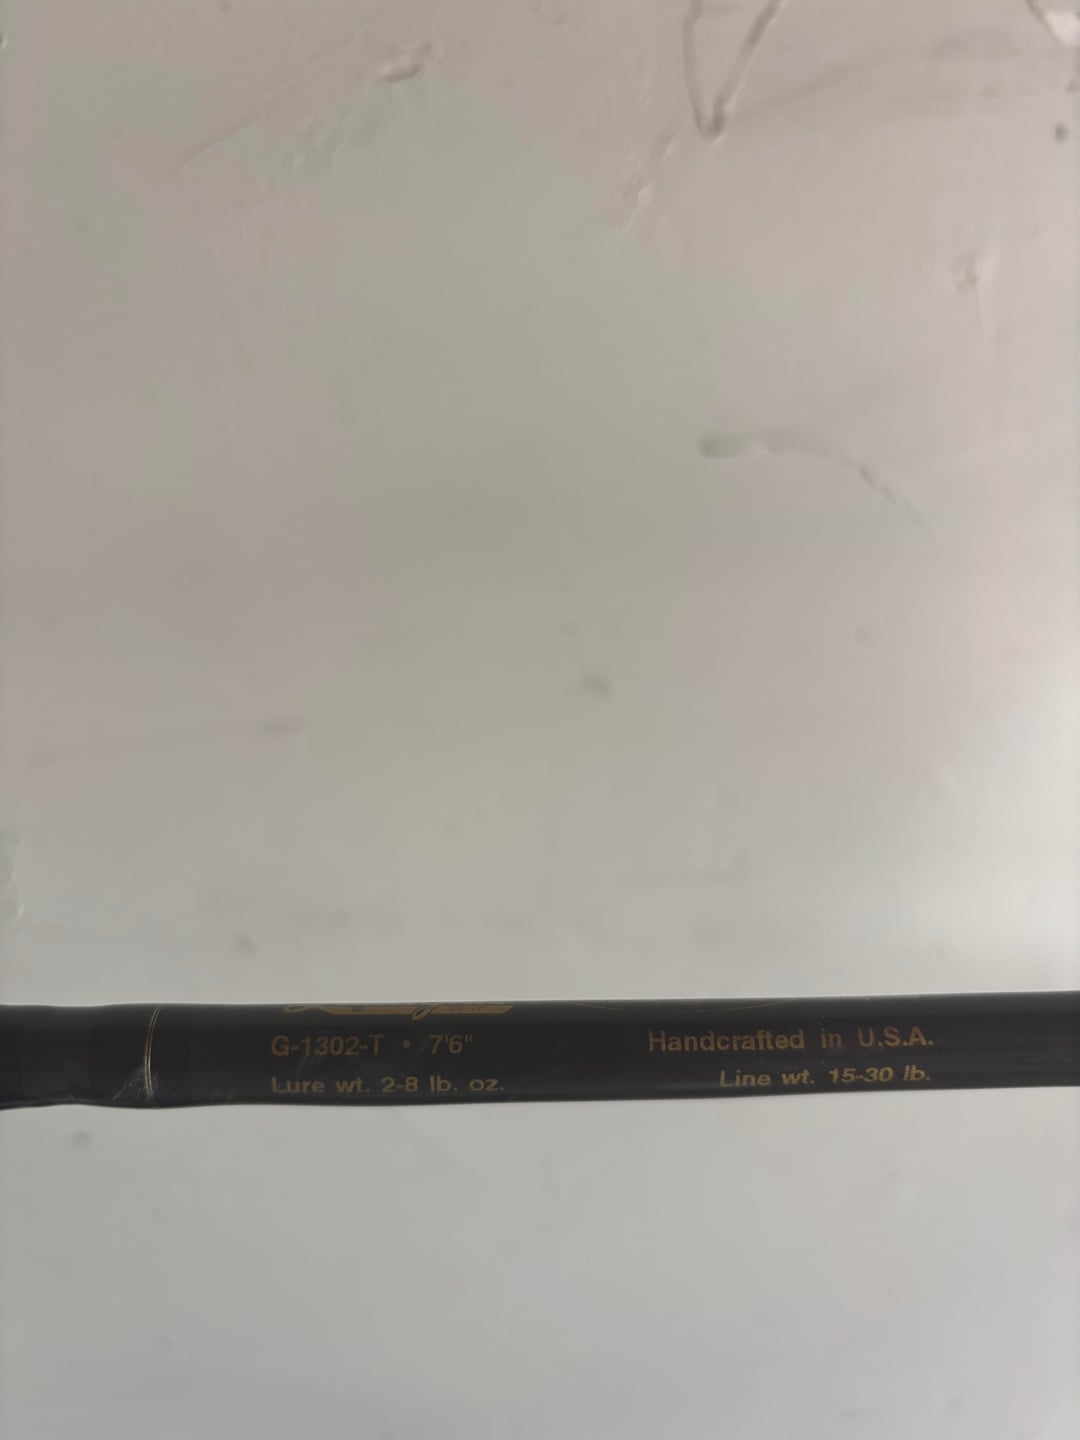 G-1302-T • 7'6"
Lure wt. 2-8 lb. oz.
Handcrafted in U.S.A.
Line wt. 15-30 lb.